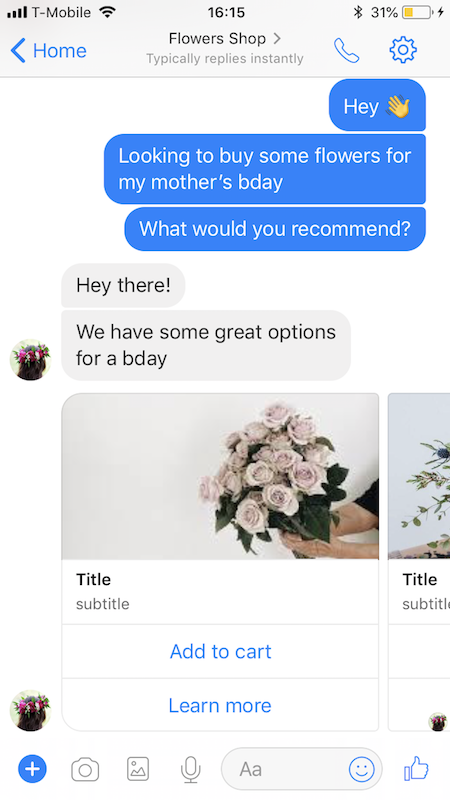 T-Mobile 16:15 31%
Home Flowers Shop
Typically replies instantly
Hey 👋
Looking to buy some flowers for
my mother's bday
What would you recommend?
Hey there!
We have some great options
for a bday
Title Title
subtitle subtitle
Add to cart
Learn more
Aa